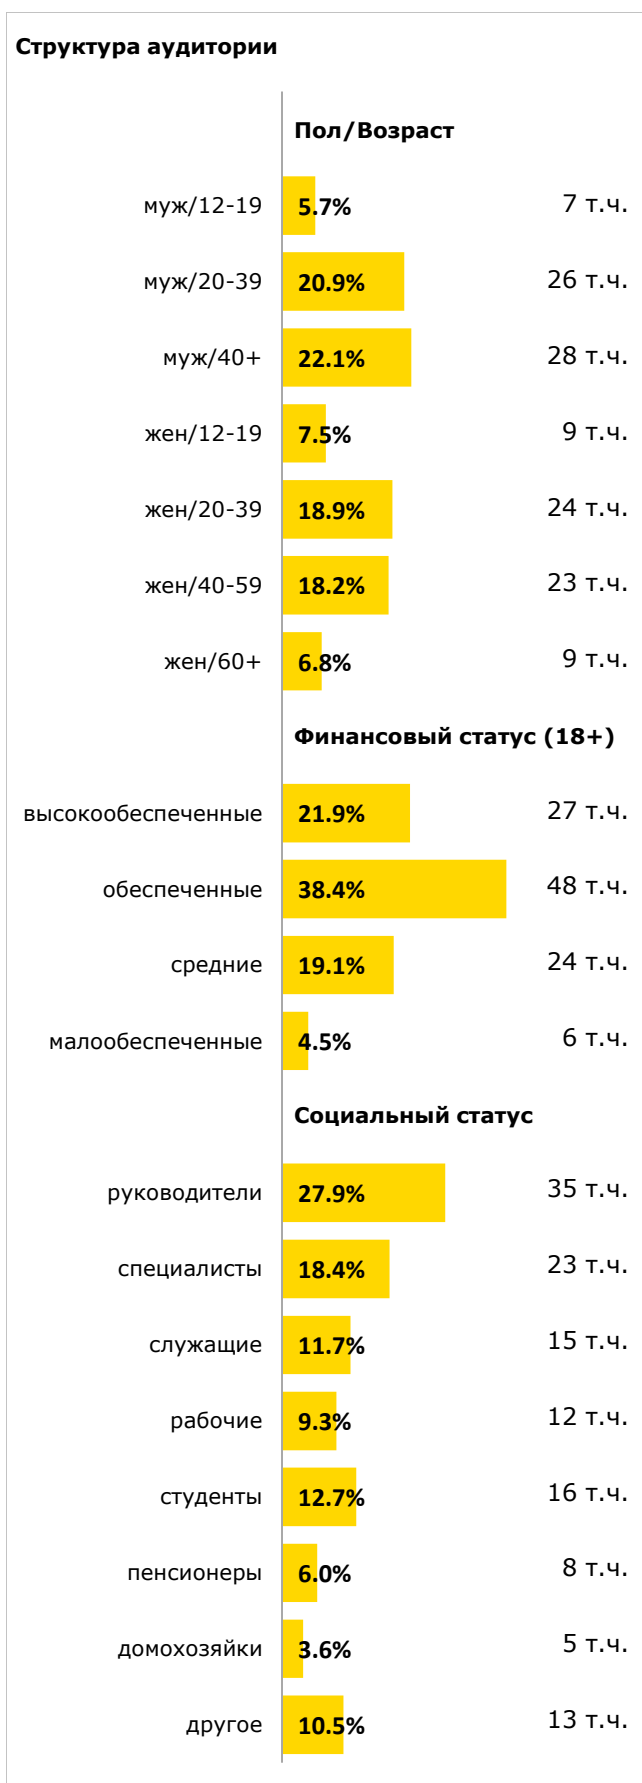 Структура аудитории
Пол/Возраст
муж/12-19 5.7% 7 т.ч.
муж/20-39 20.9% 26 т.ч.
муж/40+ 22.1% 28 т.ч.
жен/12-19 7.5% 9 т.ч.
жен/20-39 18.9% 24 т.ч.
жен/40-59 18.2% 23 т.ч.
жен/60+ 6.8% 9 т.ч.
Финансовый статус (18+)
высокообеспеченные 21.9% 27 т.ч.
обеспеченные 38.4% 48 т.ч.
средние 19.1% 24 т.ч.
малообеспеченные 4.5% 6 т.ч.
Социальный статус
руководители 27.9% 35 т.ч.
специалисты 18.4% 23 т.ч.
служащие 11.7% 15 т.ч.
рабочие 9.3% 12 т.ч.
студенты 12.7% 16 т.ч.
пенсионеры 6.0% 8 т.ч.
домохозяйки 3.6% 5 т.ч.
другое 10.5% 13 т.ч.